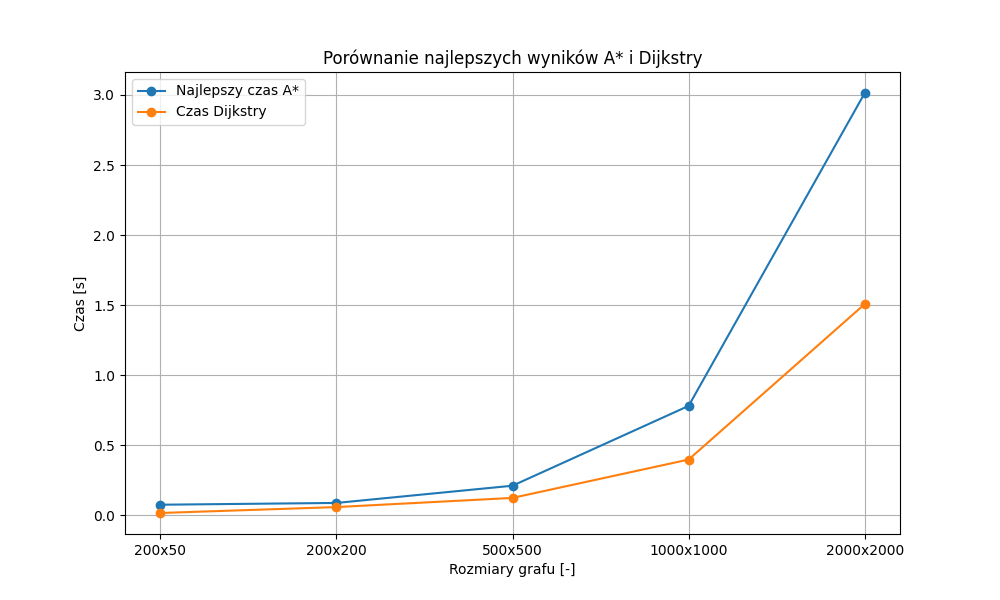 Porównanie najlepszych wyników A* i Dijkstry
Najlepszy czas A*
Czas Dijkstry
Czas [s]
3.0
2.5
2.0
1.5
1.0
0.5
0.0
200x50 200x200 500x500 1000x1000 2000x2000
Rozmiary grafu [-]